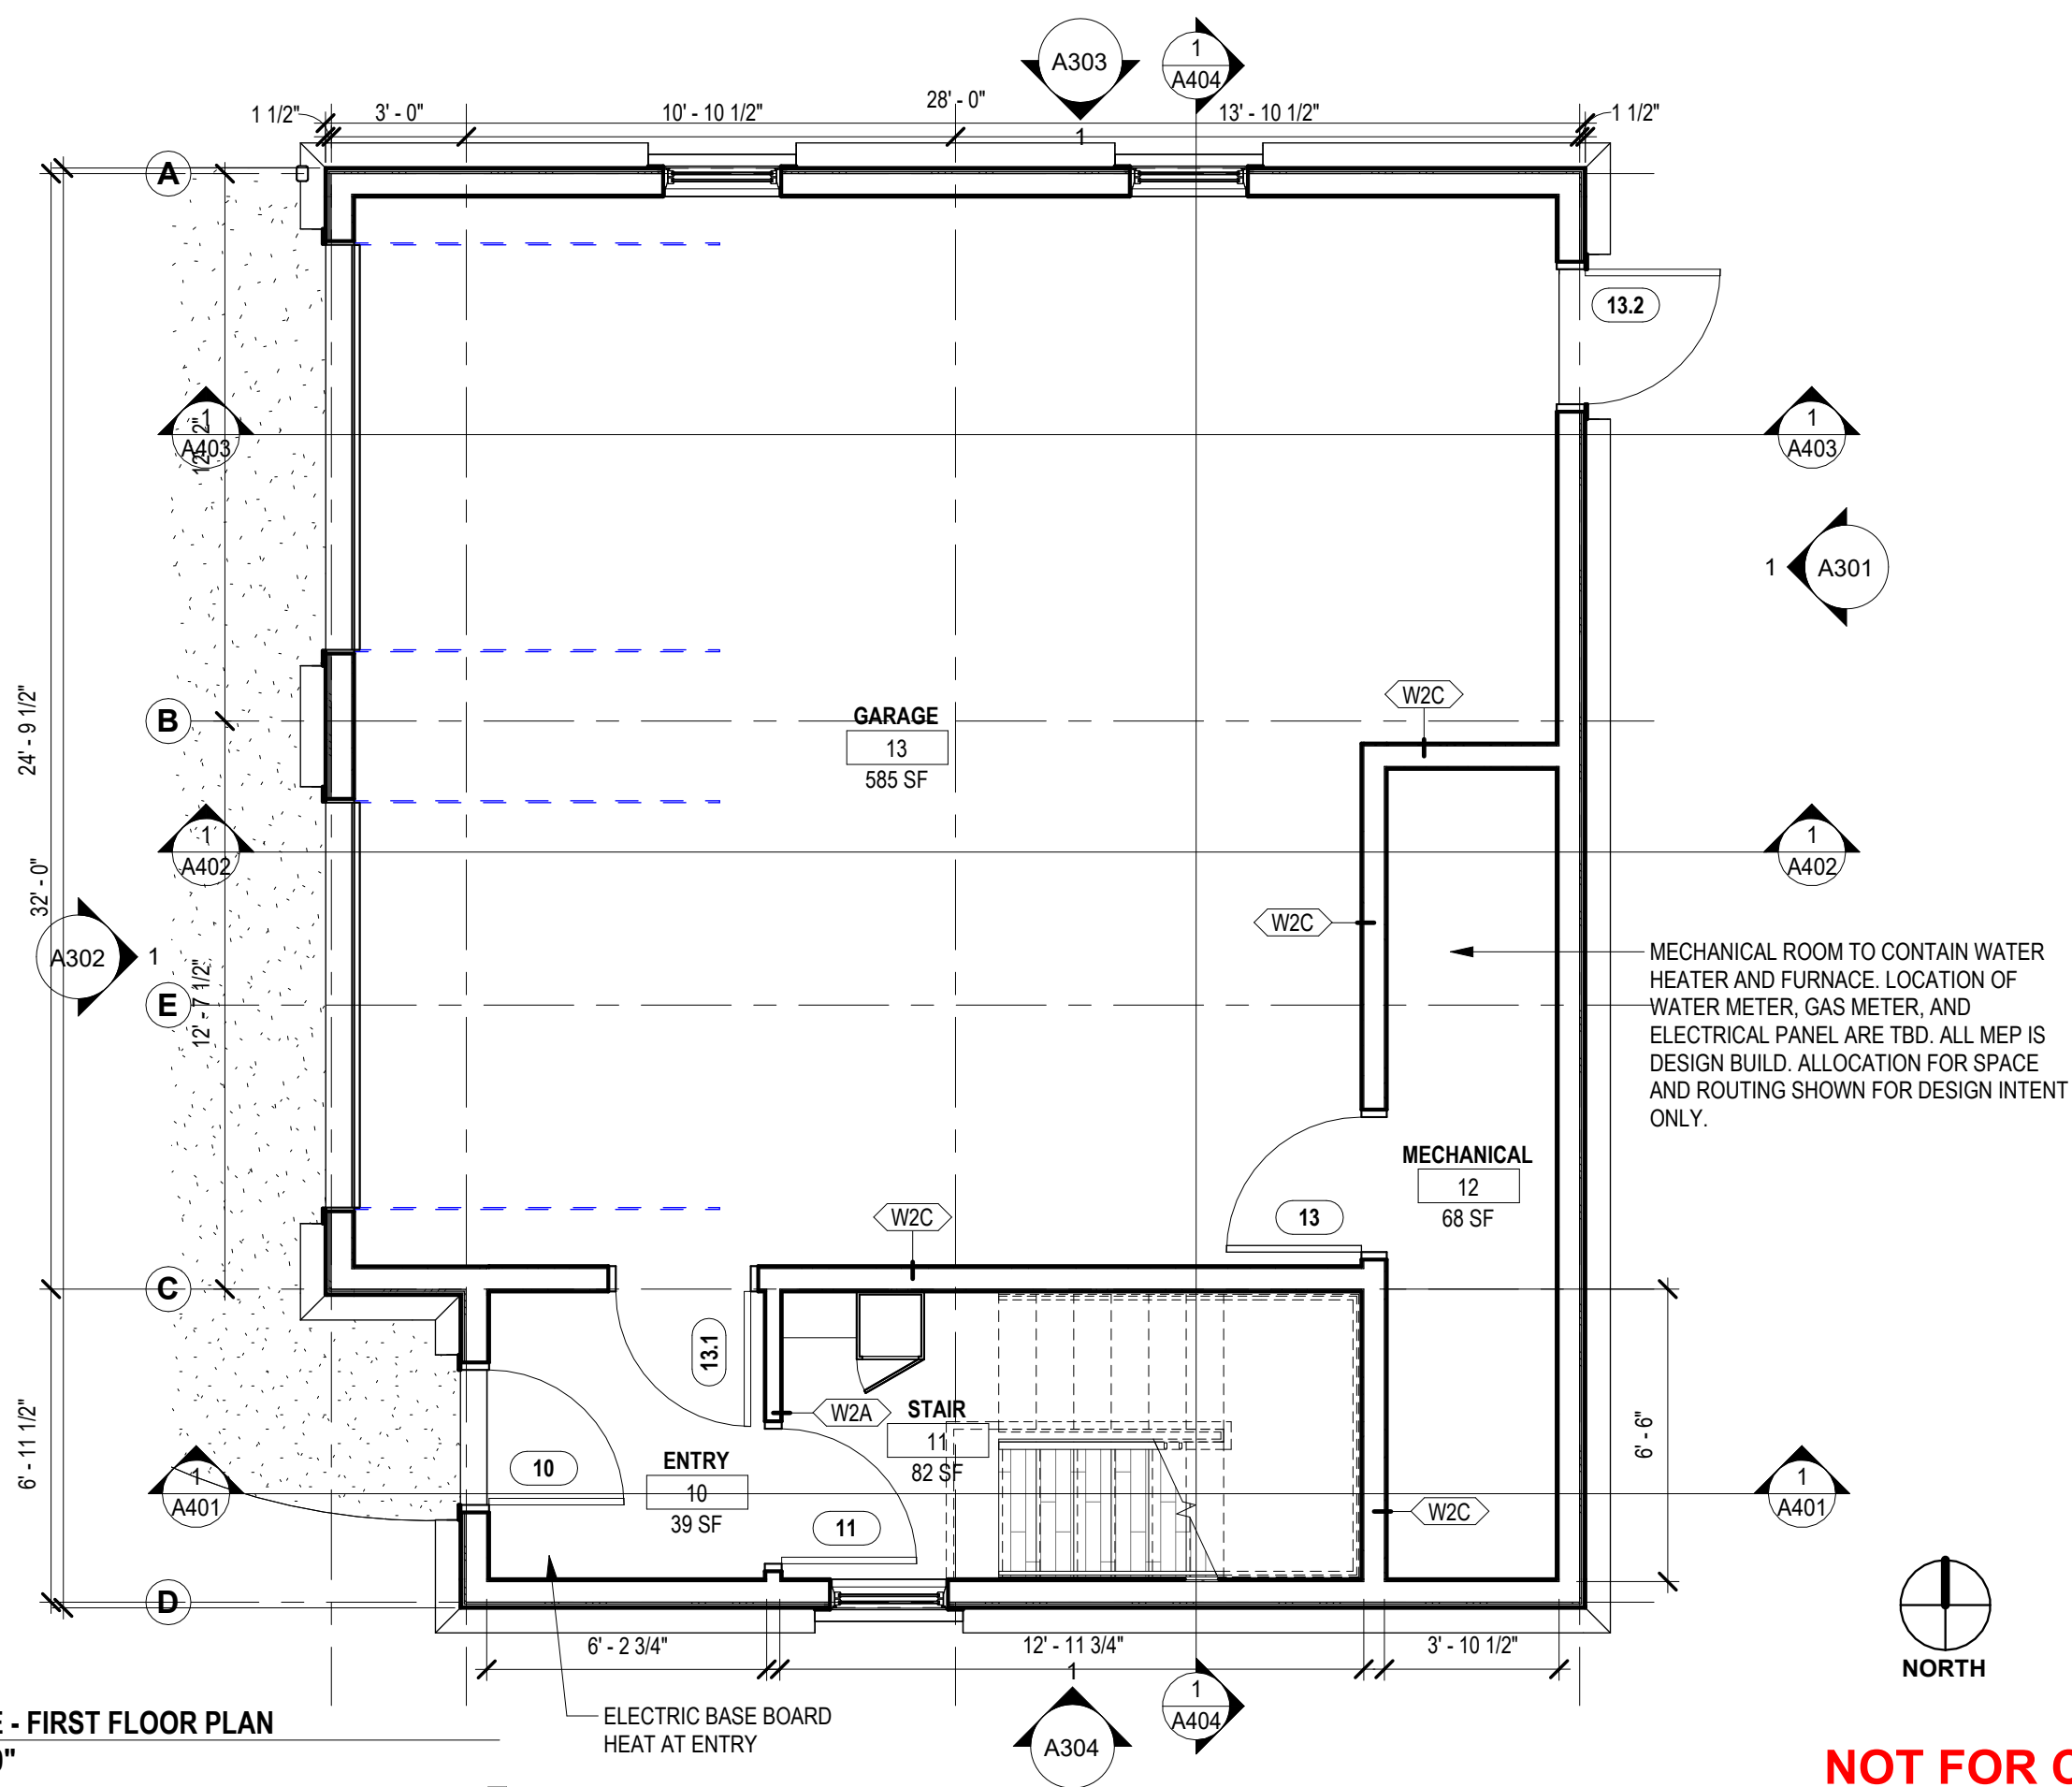 A303
1
A404
1 1/2"
3' - 0"
10' - 10 1/2"
28' - 0"
13' - 10 1/2"
1 1/2"
1
A
13.2
1
A403
1
A403
1
A301
24' - 9 1/2"
B
GARAGE
13
585 SF
W2C
1
A402
1
A402
32' - 0"
W2C
A302
1
E
12' - 7 1/2"
MECHANICAL ROOM TO CONTAIN WATER
HEATER AND FURNACE. LOCATION OF
WATER METER, GAS METER, AND
ELECTRICAL PANEL ARE TBD. ALL MEP IS
DESIGN BUILD. ALLOCATION FOR SPACE
AND ROUTING SHOWN FOR DESIGN INTENT
ONLY.
MECHANICAL
12
68 SF
W2C
13
C
13.1
6' - 11 1/2"
W2A
STAIR
11
82 SF
6' - 6"
10
ENTRY
10
39 SF
11
1
A401
W2C
1
A401
D
6' - 2 3/4"
12' - 11 3/4"
3' - 10 1/2"
1
1
A404
A304
NORTH
ELECTRIC BASE BOARD
HEAT AT ENTRY
- FIRST FLOOR PLAN
NOT FOR